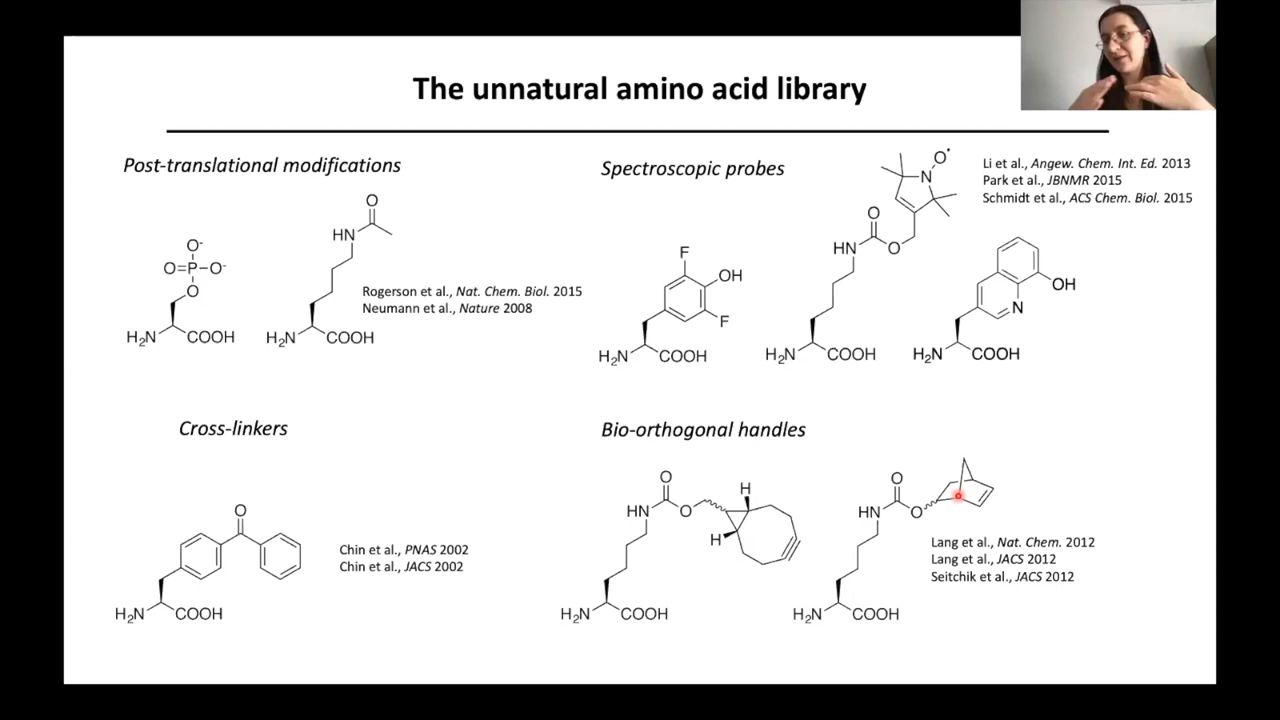 The unnatural amino acid library
Post-translational modifications
O-
O=P-O-
O
H₂N
COOH
O
HN
H₂N
COOH
Rogerson et al., Nat. Chem. Biol. 2015
Neumann et al., Nature 2008
Spectroscopic probes
F
OH
F
H₂N
COOH
O•
N
O
HN
O
H₂N
COOH
OH
N
H₂N
COOH
Li et al., Angew. Chem. Int. Ed. 2013
Park et al., JBNMR 2015
Schmidt et al., ACS Chem. Biol. 2015
Cross-linkers
O
H₂N
COOH
Chin et al., PNAS 2002
Chin et al., JACS 2002
Bio-orthogonal handles
O
HN
O
H
H
H₂N
COOH
O
HN
O
H₂N
COOH
Lang et al., Nat. Chem. 2012
Lang et al., JACS 2012
Seitchik et al., JACS 2012